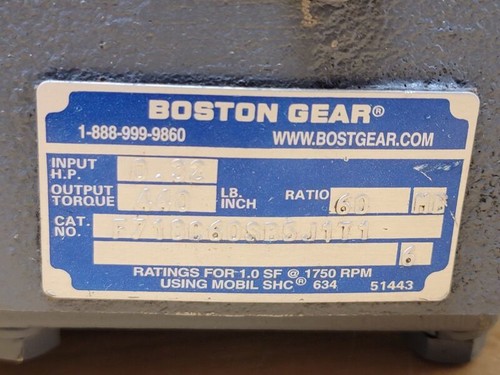 BOSTON GEAR®
1-888-999-9860 WWW.BOSTGEAR.COM
INPUT H.P.
OUTPUT TORQUE LB. INCH RATIO 60
CAT. NO.
6
RATINGS FOR 1.0 SF @ 1750 RPM
USING MOBIL SHC® 634 51443